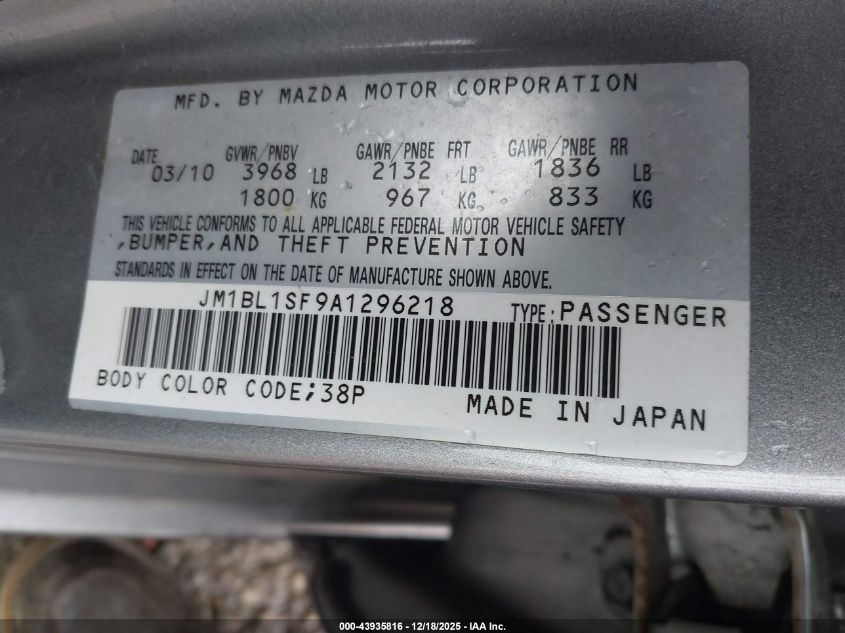 MFD. BY MAZDA MOTOR CORPORATION
DATE GVWR/PNBV GAWR/PNBE FRT GAWR/PNBE RR
03/10 3968 LB 2132 LB 1836 LB
1800 KG 967 KG 833 KG
THIS VEHICLE CONFORMS TO ALL APPLICABLE FEDERAL MOTOR VEHICLE SAFETY
,BUMPER,AND THEFT PREVENTION
STANDARDS IN EFFECT ON THE DATE OF MANUFACTURE SHOWN ABOVE.
JM1BL1SF9A1296218 TYPE:PASSENGER
BODY COLOR CODE;38P MADE IN JAPAN
000-43935816 - 12/18/2025 - IAA Inc.